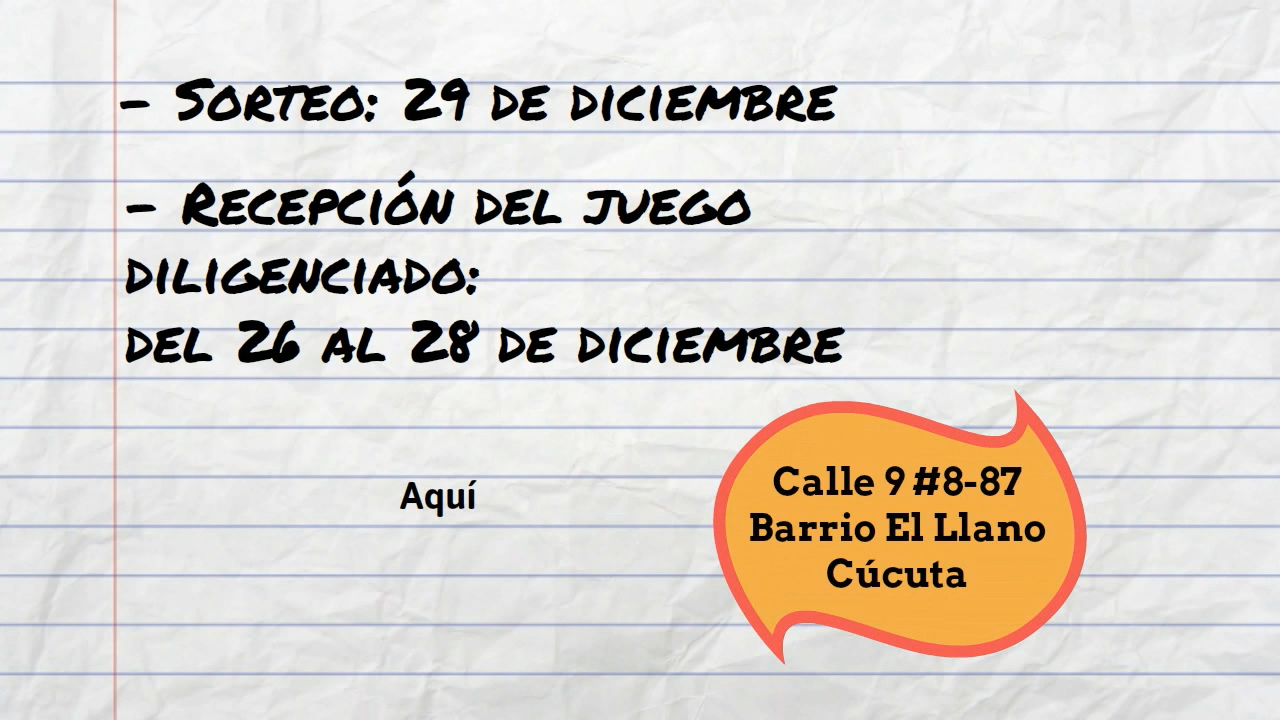 - Sorteo: 29 de diciembre
- Recepción del juego
diligenciado:
del 26 al 28 de diciembre
Aquí
Calle 9 #8-87
Barrio El Llano
Cúcuta